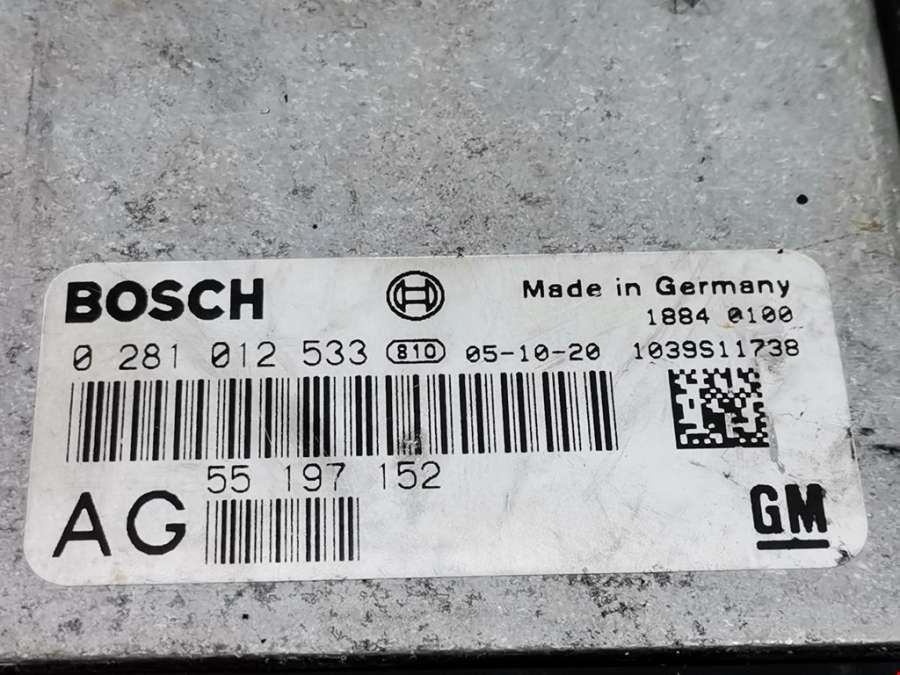 BOSCH
Made in Germany
1884 0100
0 281 012 533 810 05-10-20 1039S11738
55 197 152
AG
GM